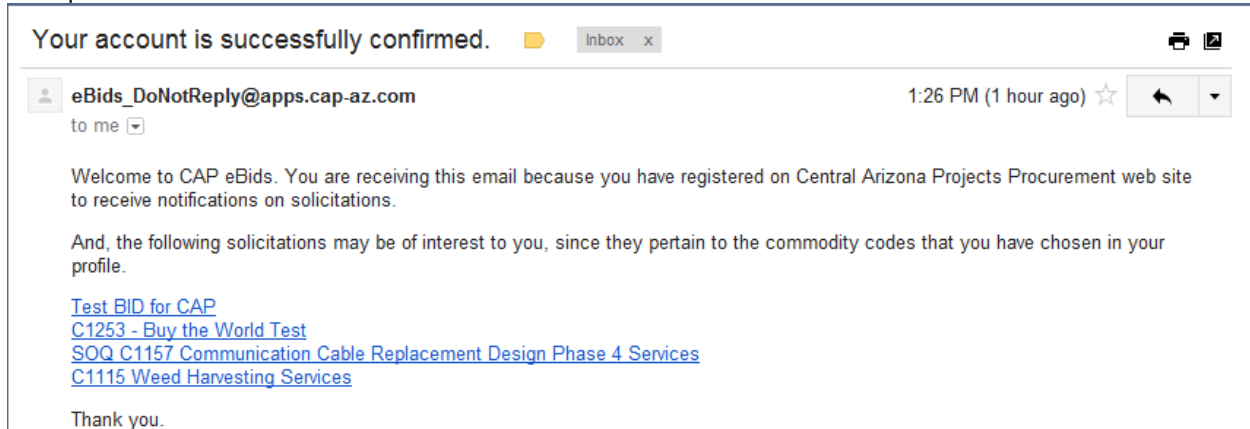 Your account is successfully confirmed.
Inbox x
eBids_DoNotReply@apps.cap-az.com
1:26 PM (1 hour ago)
to me
Welcome to CAP eBids. You are receiving this email because you have registered on Central Arizona Projects Procurement web site
to receive notifications on solicitations.
And, the following solicitations may be of interest to you, since they pertain to the commodity codes that you have chosen in your
profile.
Test BID for CAP
C1253 - Buy the World Test
SOQ C1157 Communication Cable Replacement Design Phase 4 Services
C1115 Weed Harvesting Services
Thank you.